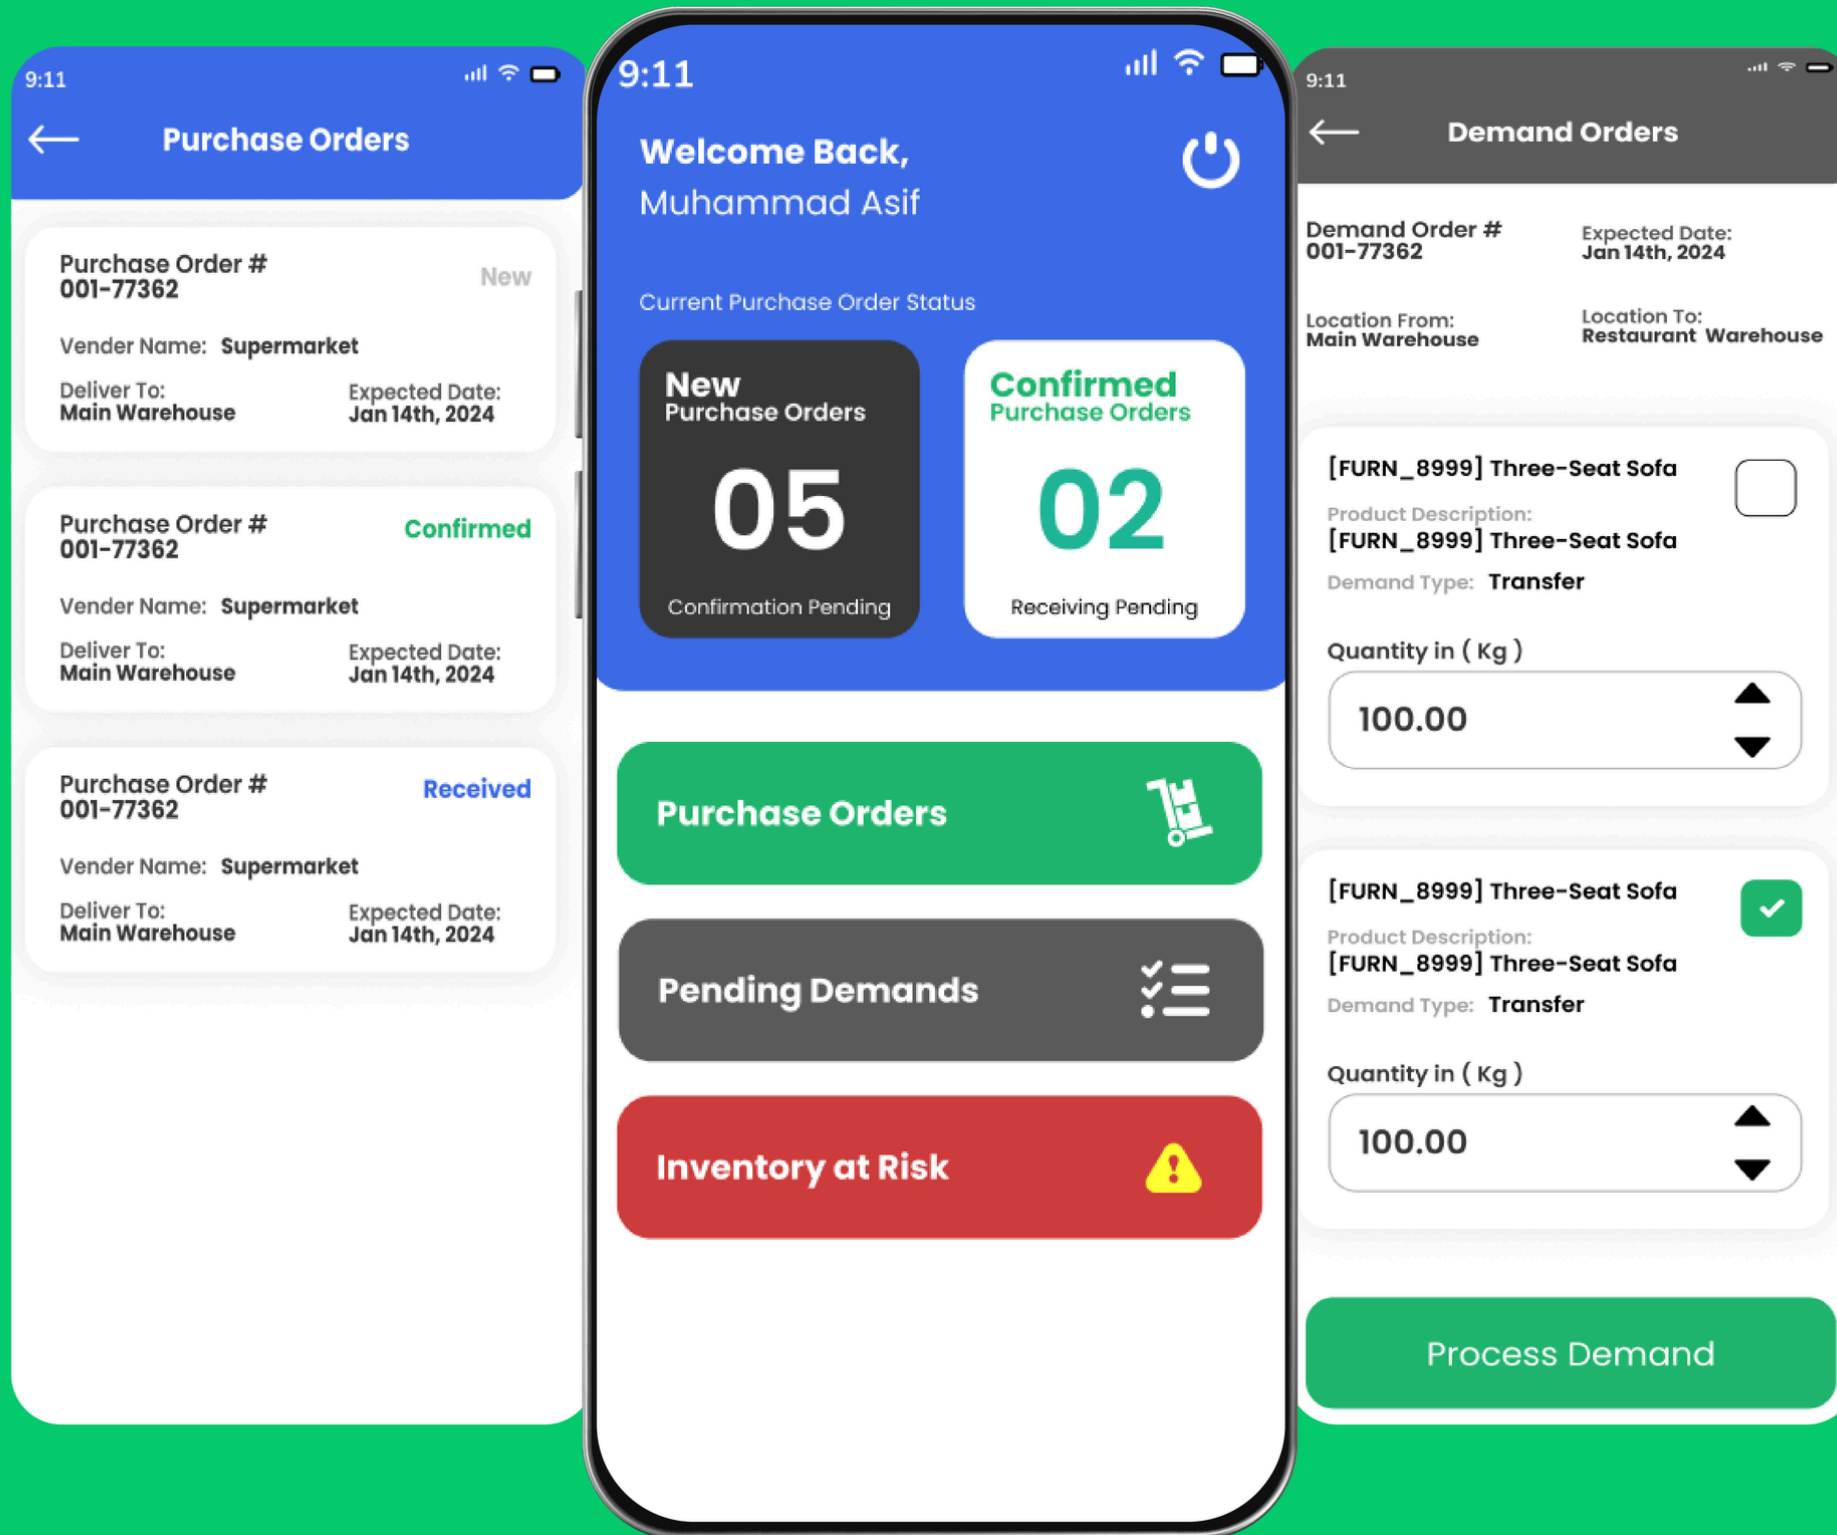 9:11
Purchase Orders
Purchase Order #
001-77362
New
Vender Name: Supermarket
Deliver To:
Main Warehouse
Expected Date:
Jan 14th, 2024
Purchase Order #
001-77362
Confirmed
Vender Name: Supermarket
Deliver To:
Main Warehouse
Expected Date:
Jan 14th, 2024
Purchase Order #
001-77362
Received
Vender Name: Supermarket
Deliver To:
Main Warehouse
Expected Date:
Jan 14th, 2024
9:11
Welcome Back,
Muhammad Asif
Current Purchase Order Status
New
Purchase Orders
05
Confirmation Pending
Confirmed
Purchase Orders
02
Receiving Pending
Purchase Orders
Pending Demands
Inventory at Risk
9:11
Demand Orders
Demand Order #
001-77362
Expected Date:
Jan 14th, 2024
Location From:
Main Warehouse
Location To:
Restaurant Warehouse
[FURN_8999] Three-Seat Sofa
Product Description:
[FURN_8999] Three-Seat Sofa
Demand Type: Transfer
Quantity in ( Kg )
100.00
[FURN_8999] Three-Seat Sofa
Product Description:
[FURN_8999] Three-Seat Sofa
Demand Type: Transfer
Quantity in ( Kg )
100.00
Process Demand